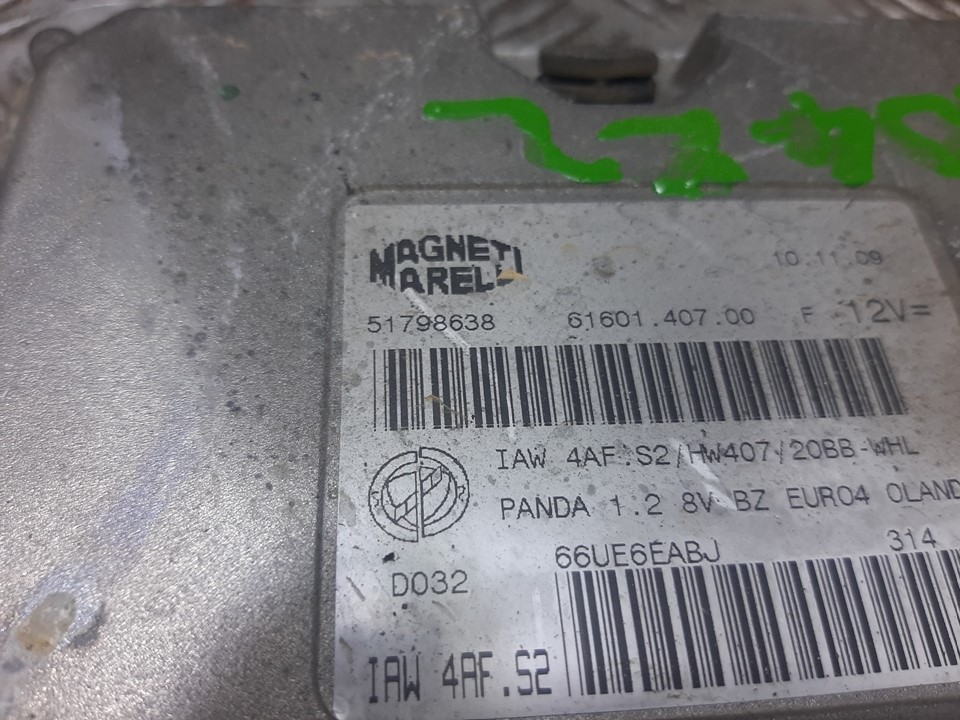 MAGNETI
MARELLI
10.11.09
51798638 61601.407.00 F 12V=
IAW 4AF.S2/HW407/20BB-WHL
PANDA 1.2 8V BZ EURO4 OLAND
66UE6EABJ 314
D032
IAW 4AF.S2